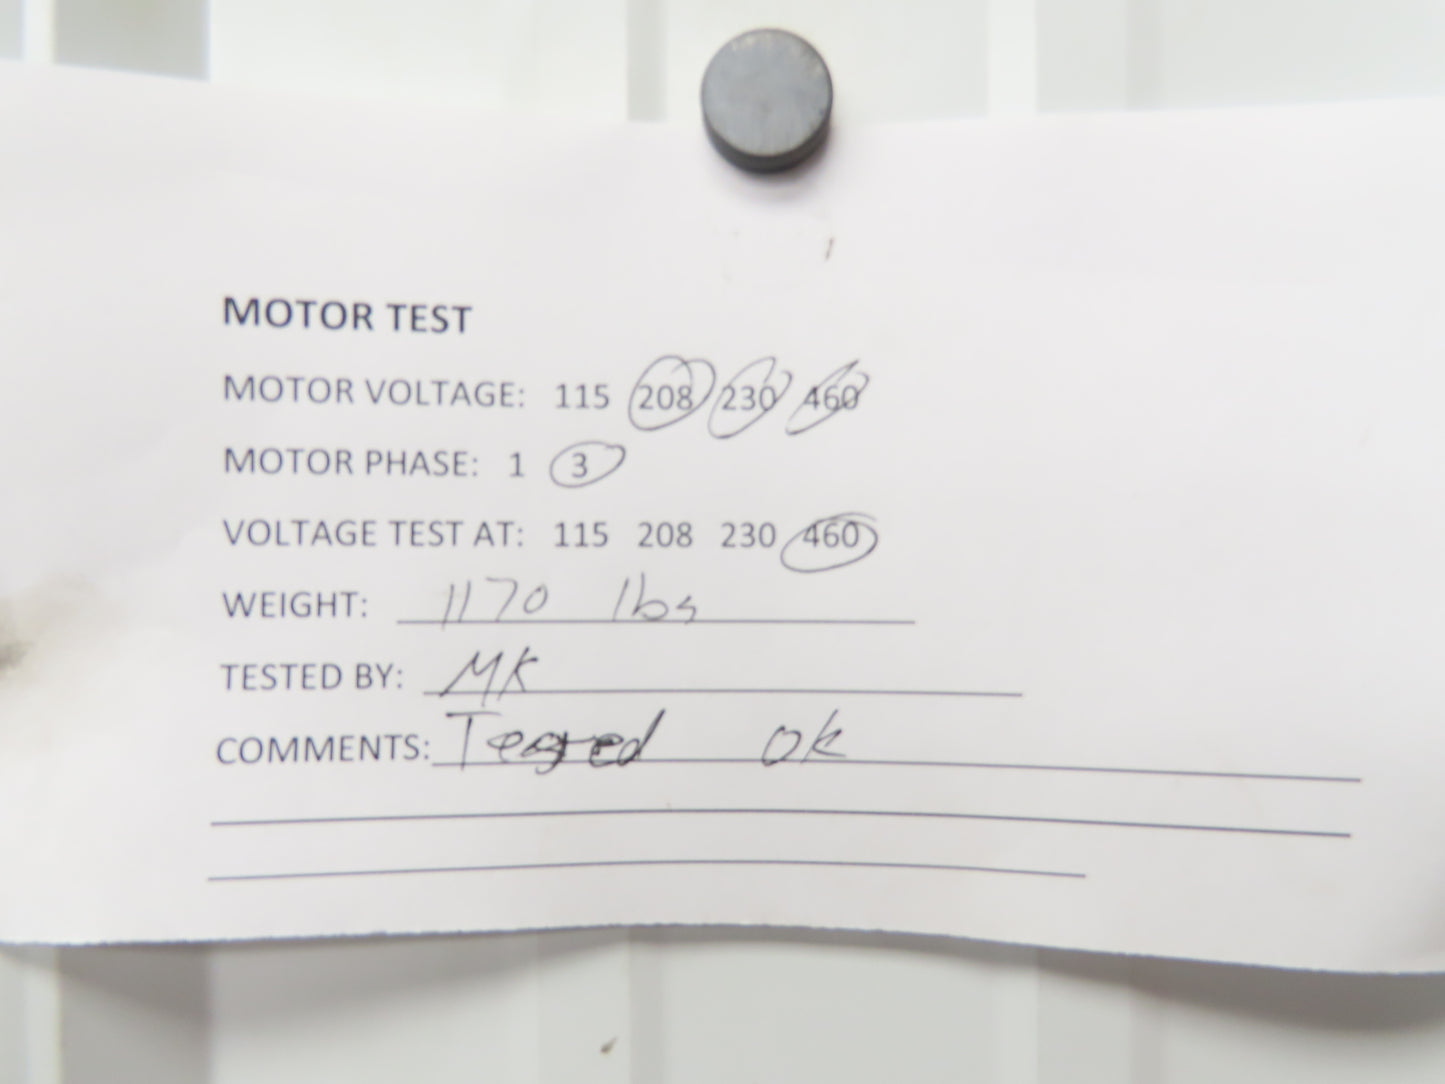 MOTOR TEST
MOTOR VOLTAGE: 115 208 230 460
MOTOR PHASE: 1 3
VOLTAGE TEST AT: 115 208 230 460
WEIGHT: 1170 lbs
TESTED BY: MK
COMMENTS: ok